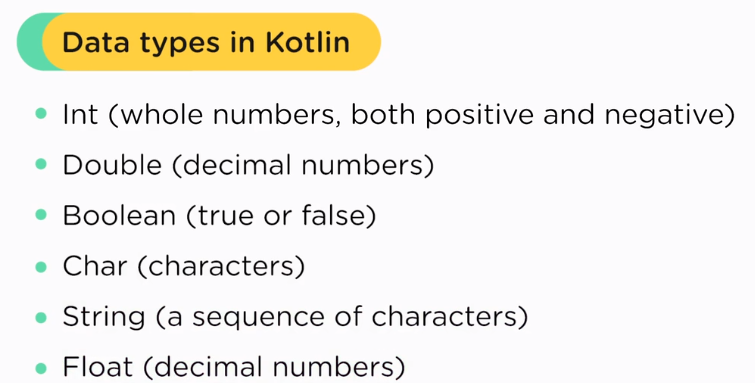 Data types in Kotlin
Int (whole numbers, both positive and negative)
Double (decimal numbers)
Boolean (true or false)
Char (characters)
String (a sequence of characters)
Float (decimal numbers)